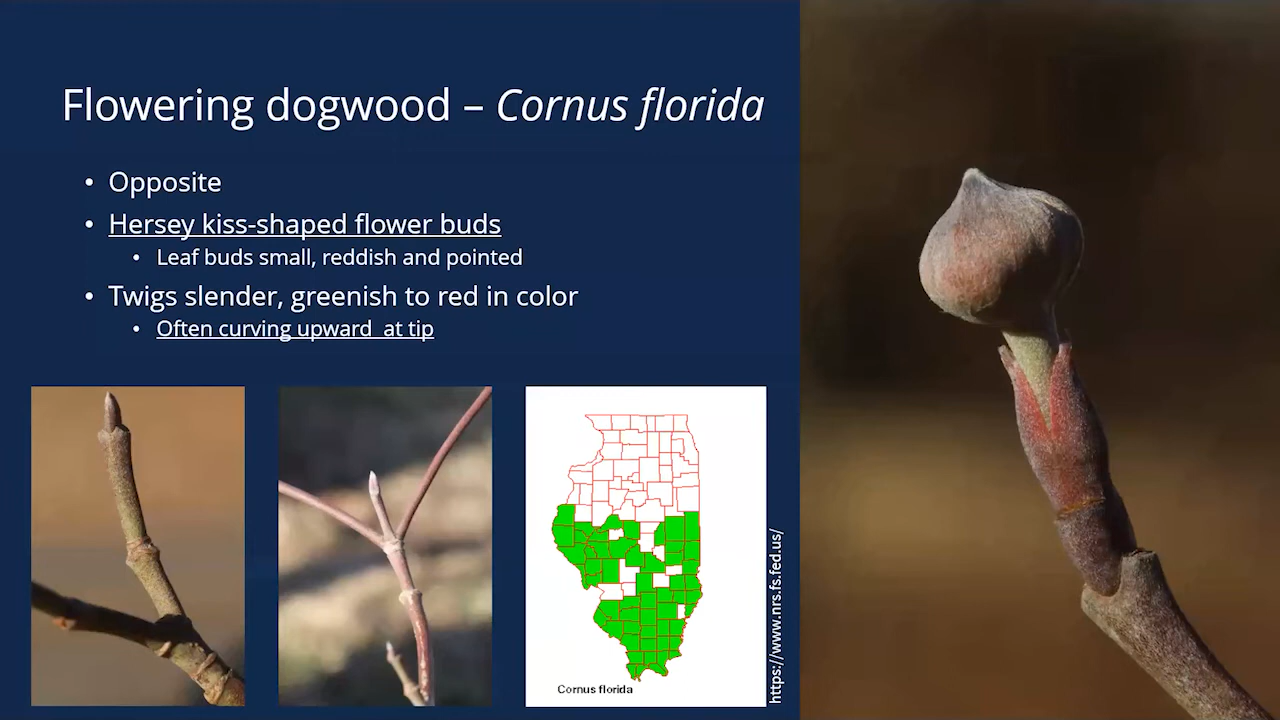 Flowering dogwood – Cornus florida
• Opposite
• Hersey kiss-shaped flower buds
• Leaf buds small, reddish and pointed
• Twigs slender, greenish to red in color
• Often curving upward  at tip
Cornus florida
https://www.nrs.fs.fed.us/